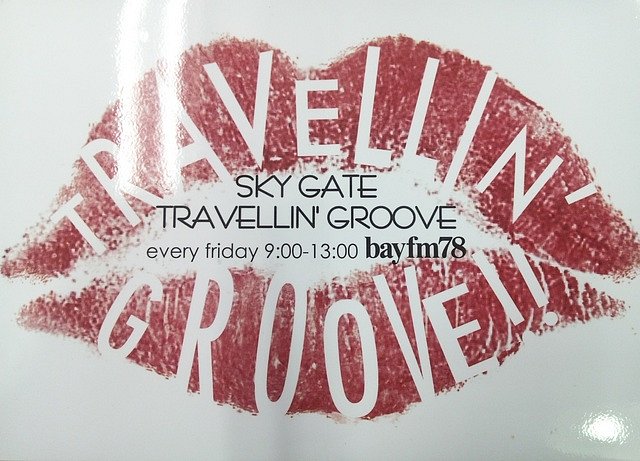 TRAVELLIN'
SKY GATE
TRAVELLIN' GROOVE
every friday 9:00-13:00 bayfm78
GROOVE!!